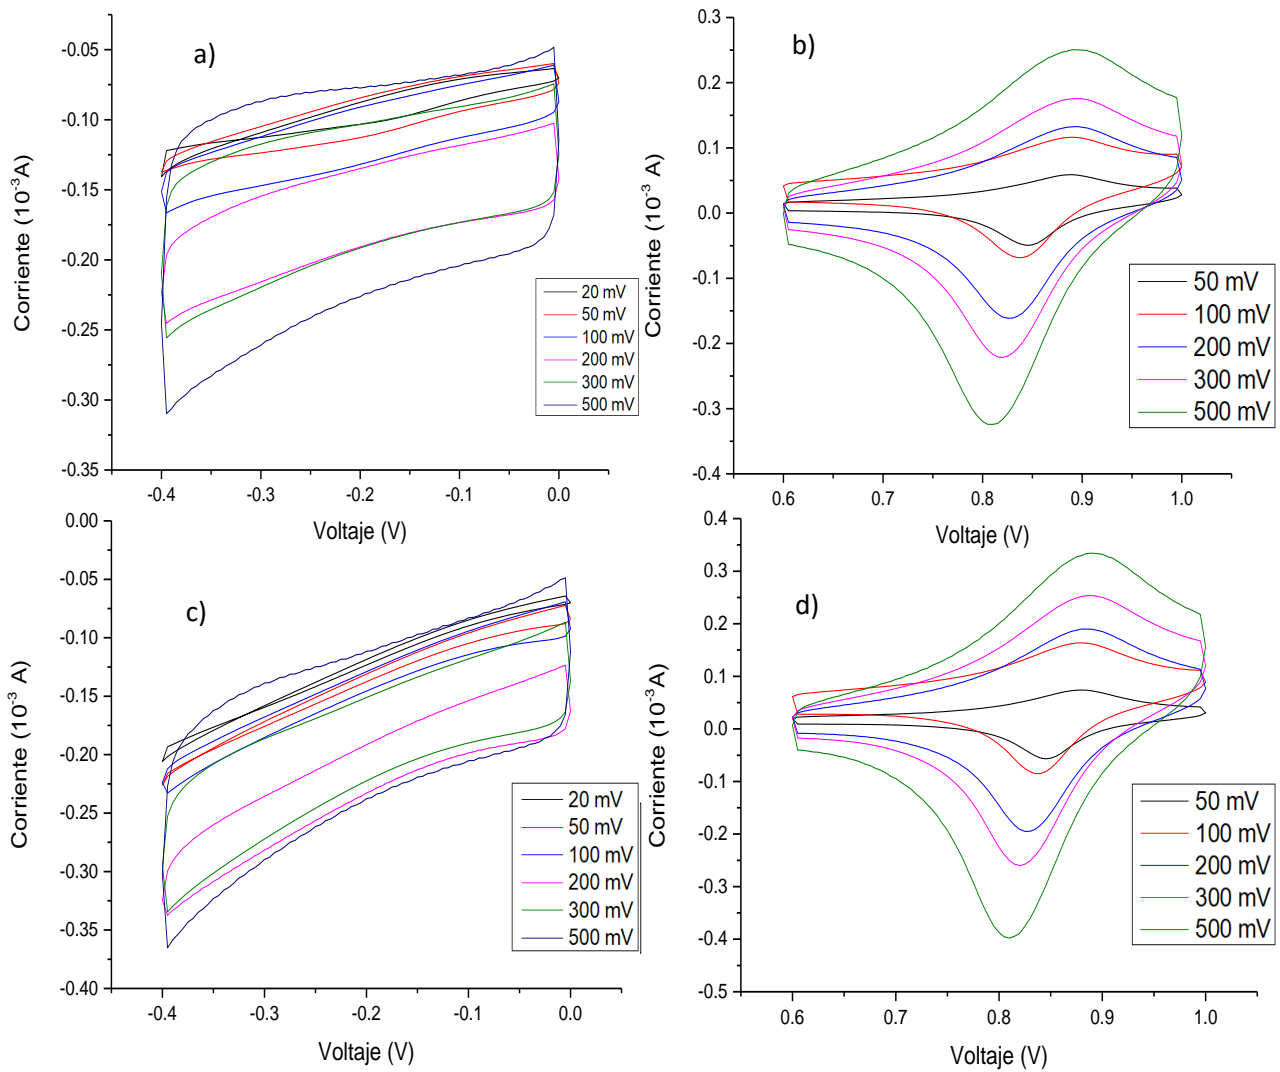 a)
-0.05
-0.10
-0.15
-0.20
-0.25
-0.30
-0.35
-0.4
-0.3
-0.2
-0.1
0.0
Corriente (10⁻³A)
Voltaje (V)
20 mV
50 mV
100 mV
200 mV
300 mV
500 mV
b)
0.3
0.2
0.1
0.0
-0.1
-0.2
-0.3
-0.4
0.6
0.7
0.8
0.9
1.0
Corriente (10⁻³ A)
Voltaje (V)
50 mV
100 mV
200 mV
300 mV
500 mV
c)
0.00
-0.05
-0.10
-0.15
-0.20
-0.25
-0.30
-0.35
-0.40
-0.4
-0.3
-0.2
-0.1
0.0
Corriente (10⁻³ A)
Voltaje (V)
20 mV
50 mV
100 mV
200 mV
300 mV
500 mV
d)
0.4
0.3
0.2
0.1
0.0
-0.1
-0.2
-0.3
-0.4
-0.5
0.6
0.7
0.8
0.9
1.0
Corriente (10⁻³ A)
Voltaje (V)
50 mV
100 mV
200 mV
300 mV
500 mV